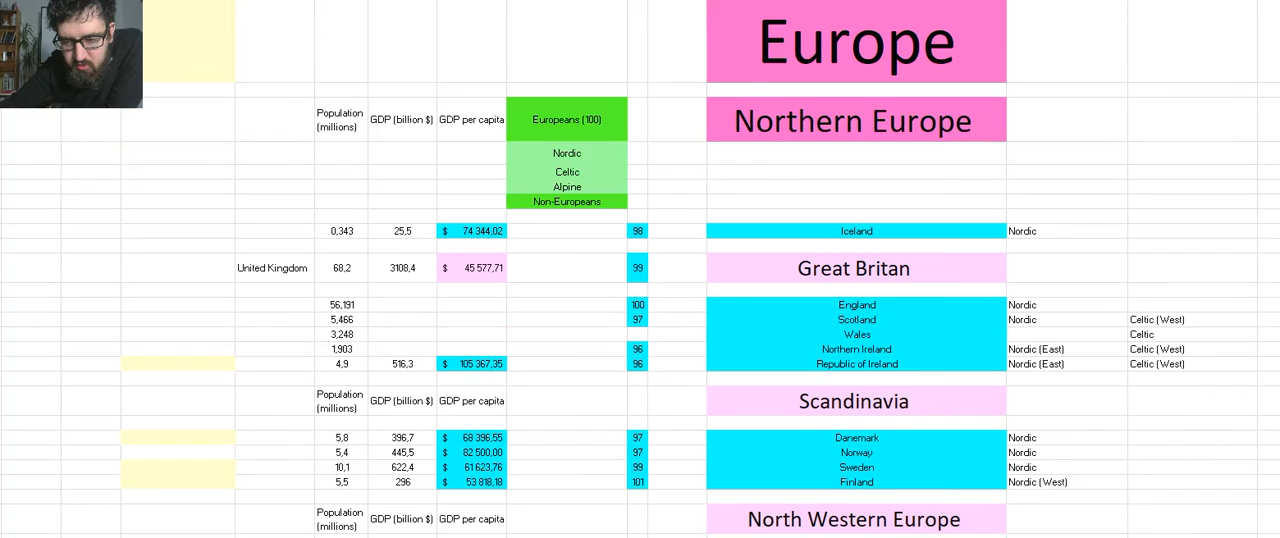 Europe
Population (millions) GDP (billion $) GDP per capita Europeans (100) Northern Europe
Nordic
Celtic
Alpine
Non-Europeans
0,343 25,5 $ 74 344,02 98 Iceland Nordic
United Kingdom 68,2 3108,4 $ 45 577,71 99 Great Britan
56,191 100 England Nordic
5,466 97 Scotland Nordic Celtic (West)
3,248 Wales Celtic
1,903 96 Northern Ireland Nordic (East) Celtic (West)
4,9 516,3 $ 105 367,35 96 Republic of Ireland Nordic (East) Celtic (West)
Population (millions) GDP (billion $) GDP per capita Scandinavia
5,8 396,7 $ 68 396,55 97 Danemark Nordic
5,4 445,5 $ 82 500,00 97 Norway Nordic
10,1 622,4 $ 61 623,76 99 Sweden Nordic
5,5 296 $ 53 818,18 101 Finland Nordic (West)
Population (millions) GDP (billion $) GDP per capita North Western Europe